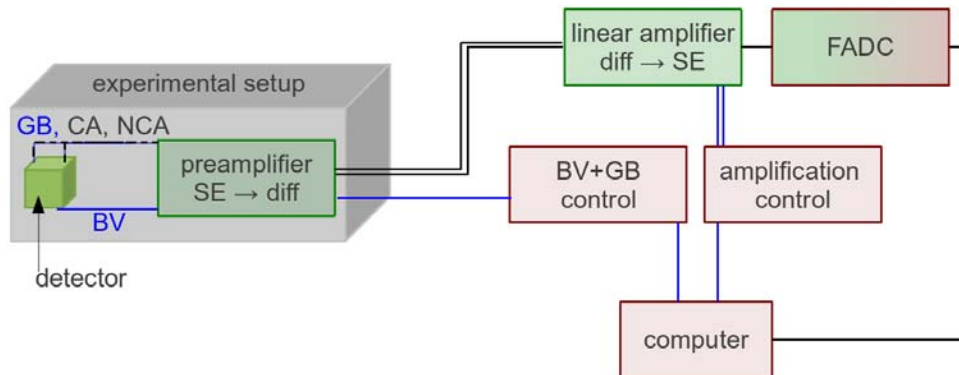 linear amplifier
diff → SE
FADC
experimental setup
GB, CA, NCA
preamplifier
SE → diff
BV
BV+GB
control
amplification
control
detector
computer